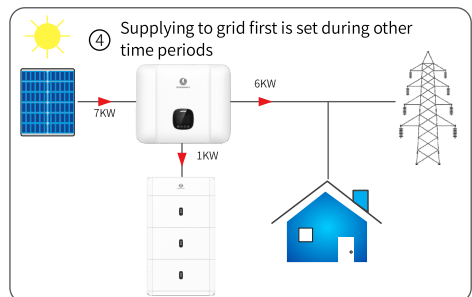 ④ Supplying to grid first is set during other
time periods
6KW
7KW
1KW